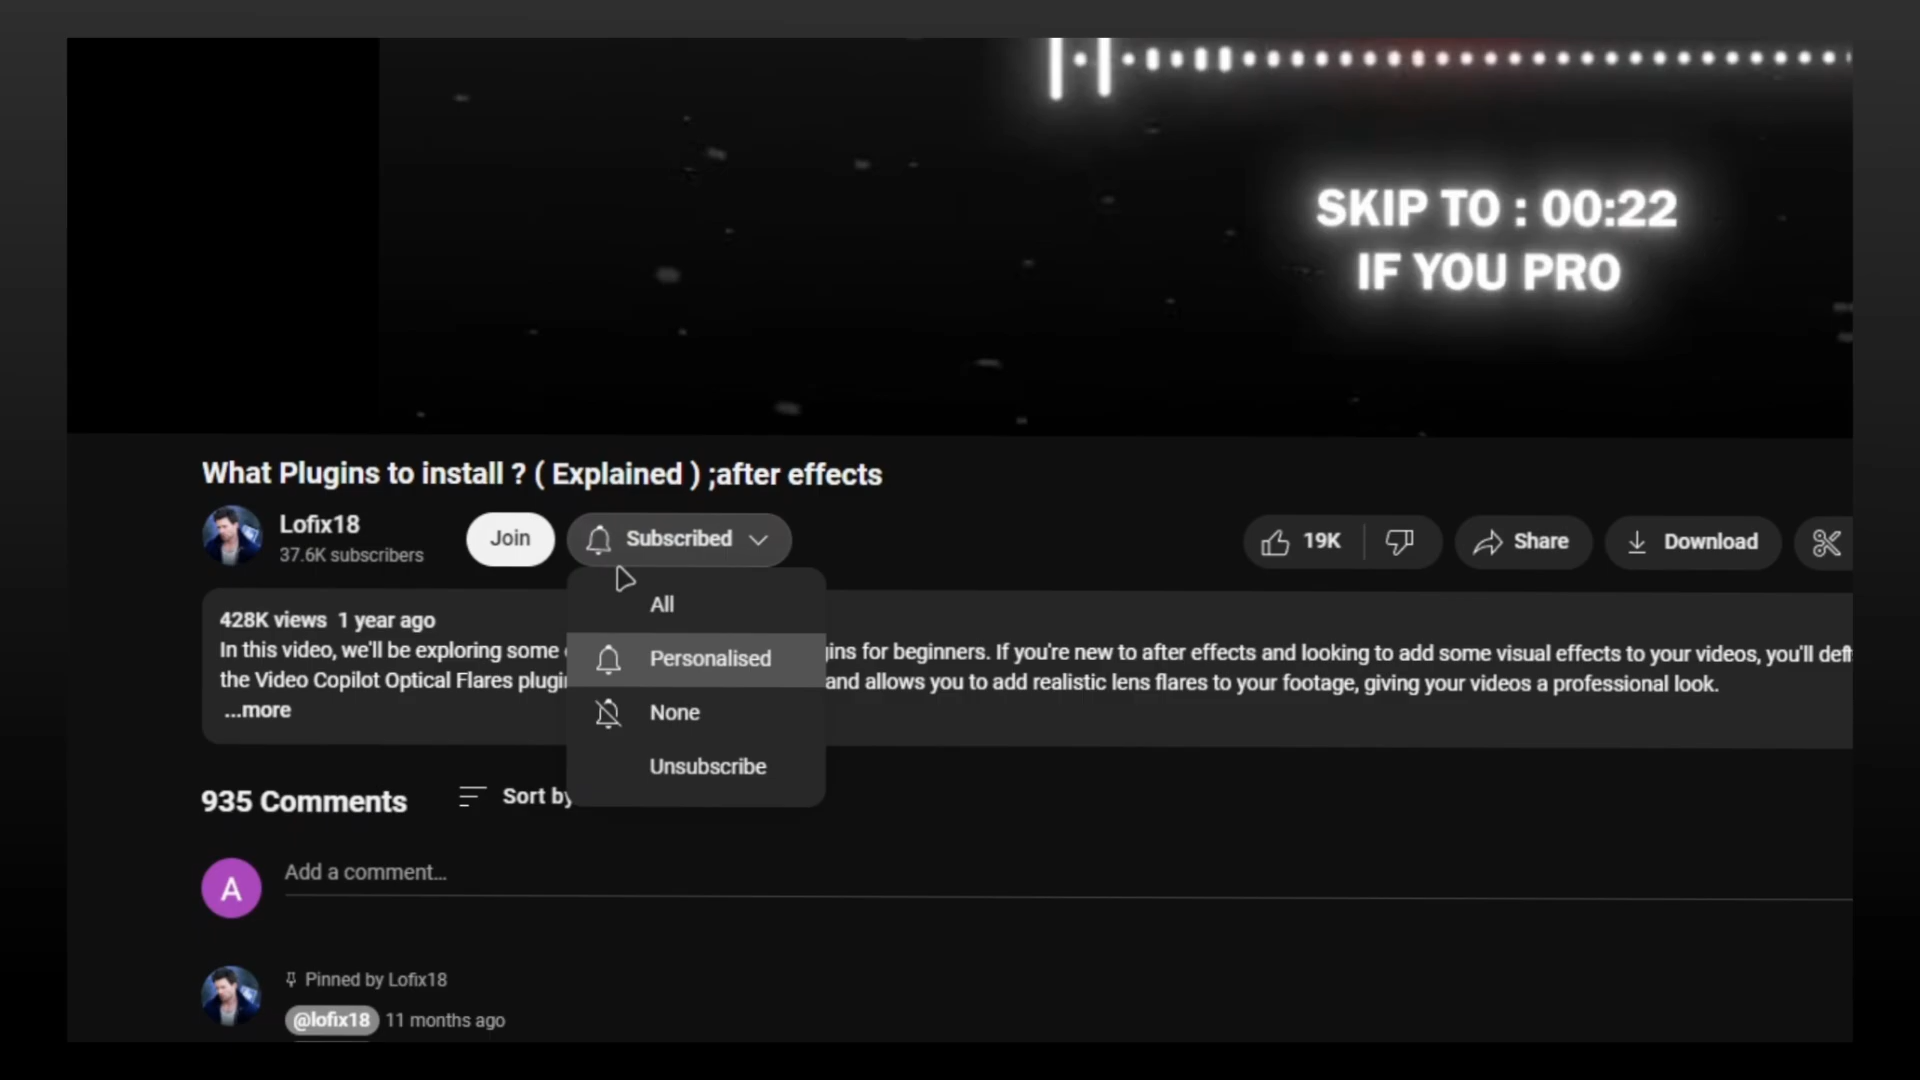 SKIP TO : 00:22
IF YOU PRO
What Plugins to install ? ( Explained ) ;after effects
Lofix18
37.6K subscribers
Join
Subscribed
19K
Share
Download
All
Personalised
None
Unsubscribe
428K views 1 year ago
In this video, we'll be exploring some
for beginners. If you're new to after effects and looking to add some visual effects to your videos, you'll
the Video Copilot Optical Flares
and allows you to add realistic lens flares to your footage, giving your videos a professional look.
...more
935 Comments
Sort by
A
Add a comment...
Pinned by Lofix18
@lofix18 11 months ago